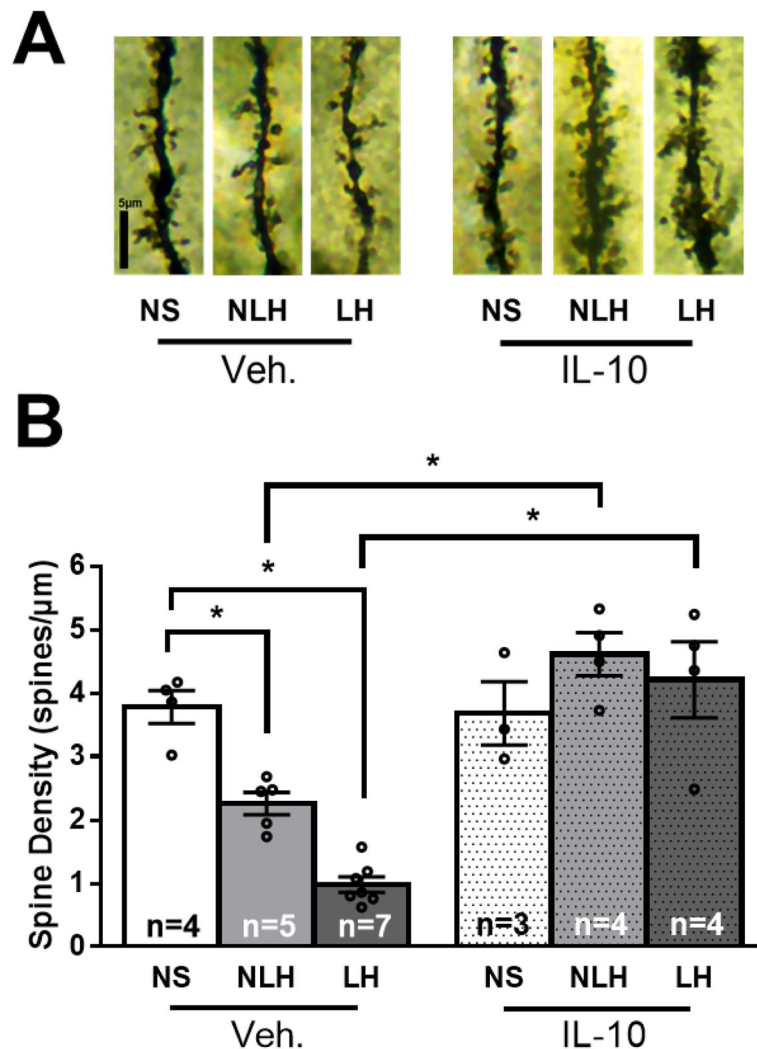 A
5µm
NS NLH LH NS NLH LH
Veh. IL-10
B
*
*
*
*
Spine Density (spines/µm)
6
5
4
3
2
1
0
n=4 n=5 n=7 n=3 n=4 n=4
NS NLH LH NS NLH LH
Veh. IL-10